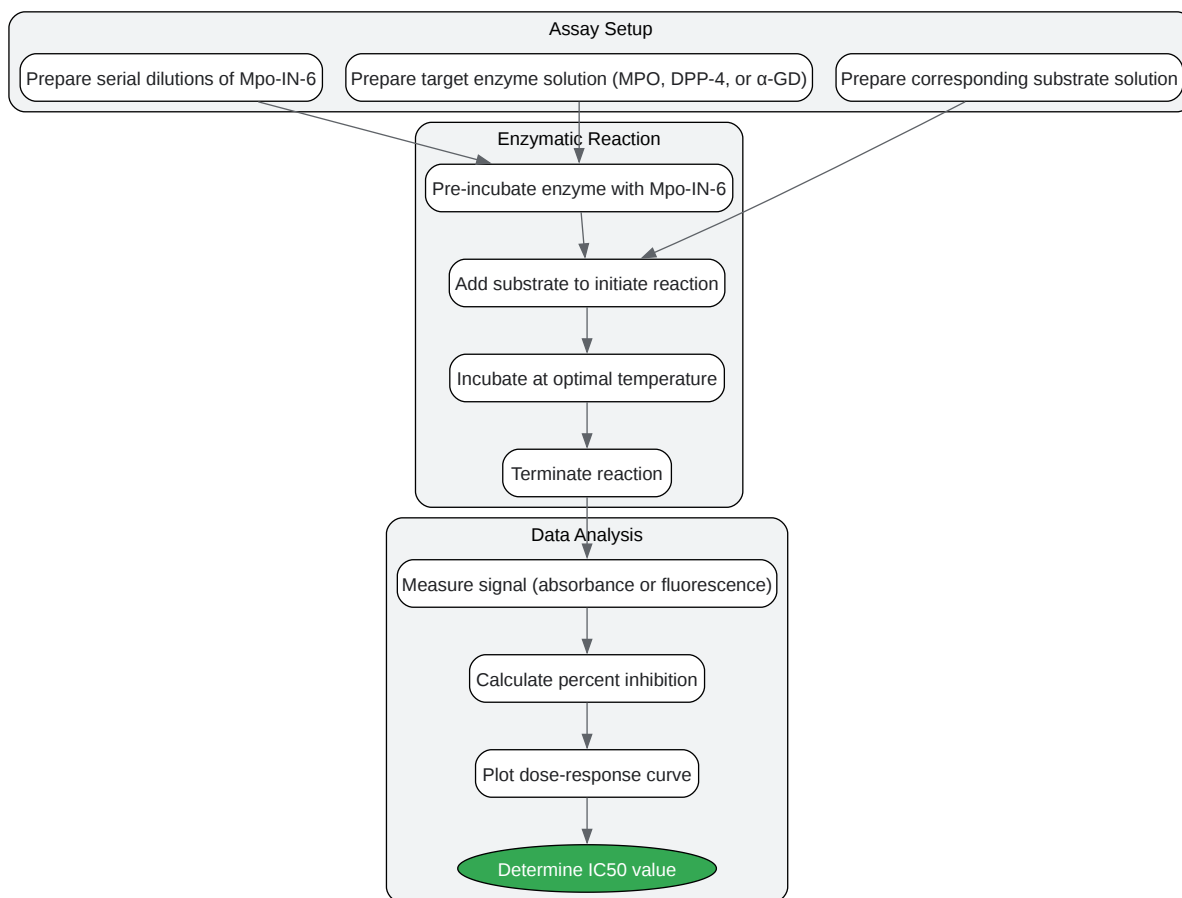 Assay Setup
Prepare serial dilutions of Mpo-IN-6
Prepare target enzyme solution (MPO, DPP-4, or α-GD)
Prepare corresponding substrate solution
Enzymatic Reaction
Pre-incubate enzyme with Mpo-IN-6
Add substrate to initiate reaction
Incubate at optimal temperature
Terminate reaction
Data Analysis
Measure signal (absorbance or fluorescence)
Calculate percent inhibition
Plot dose-response curve
Determine IC50 value